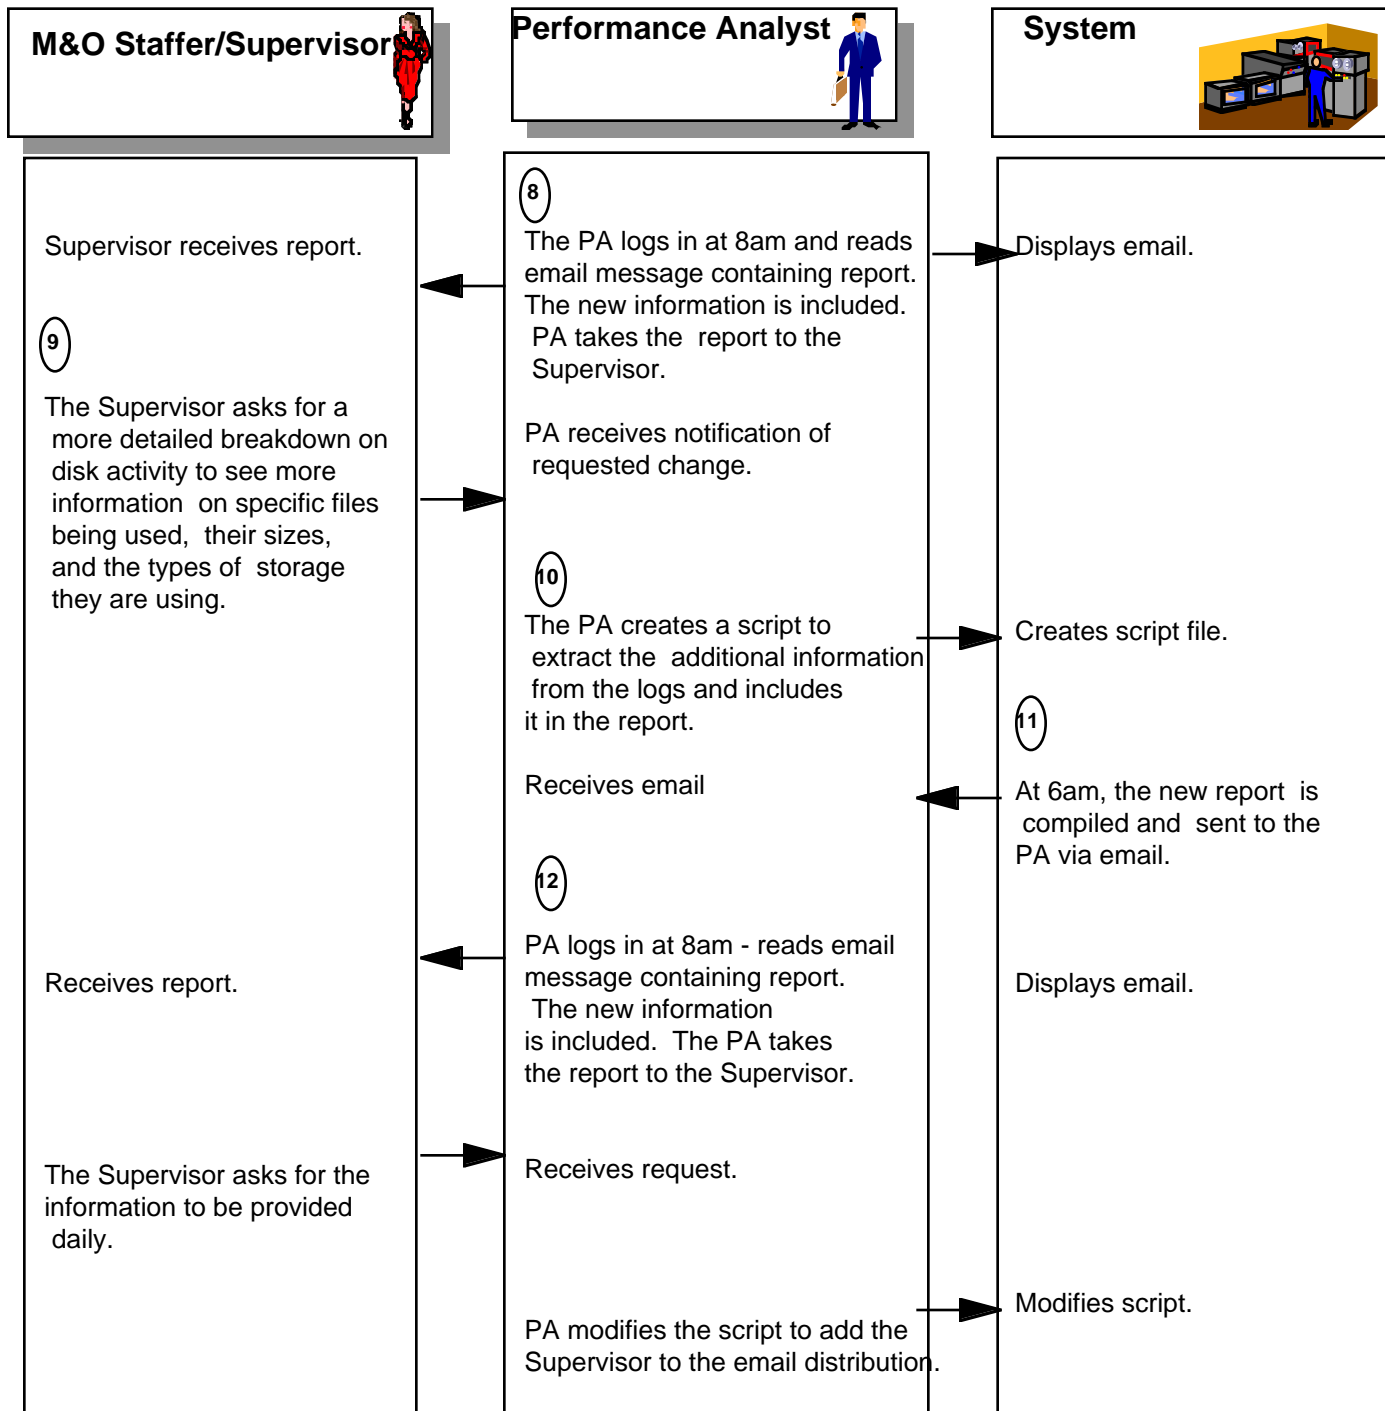 M&O Staffer/Supervisor
Performance Analyst
System
Supervisor receives report.
9
The Supervisor asks for a
more detailed breakdown on
disk activity to see more
information on specific files
being used, their sizes,
and the types of storage
they are using.
Receives report.
The Supervisor asks for the
information to be provided
daily.
8
The PA logs in at 8am and reads
email message containing report.
The new information is included.
PA takes the report to the
Supervisor.
PA receives notification of
requested change.
10
The PA creates a script to
extract the additional information
from the logs and includes
it in the report.
Receives email
12
PA logs in at 8am - reads email
message containing report.
The new information
is included. The PA takes
the report to the Supervisor.
Receives request.
PA modifies the script to add the
Supervisor to the email distribution.
Displays email.
Creates script file.
11
At 6am, the new report is
compiled and sent to the
PA via email.
Displays email.
Modifies script.